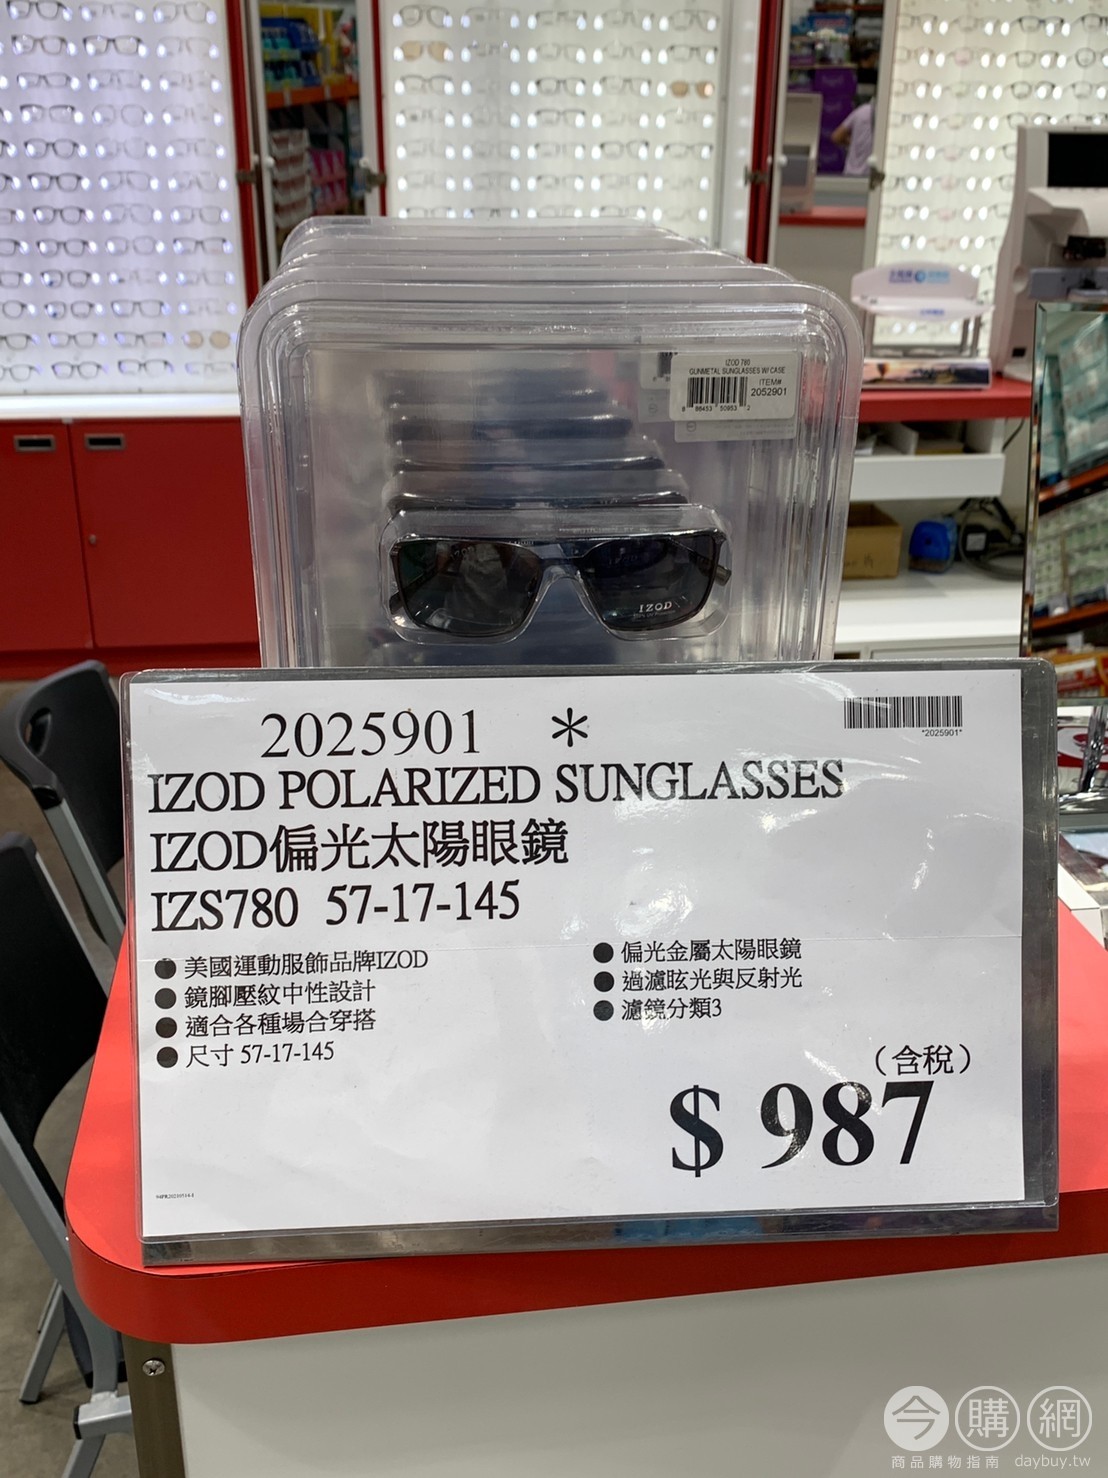 IZOD 780
GUNMETAL SUNGLASSES W/ CASE
ITEM#
2052901
8 86453 50953 2
IZOD
IZOD
2025901 *
*2025901*
IZOD POLARIZED SUNGLASSES
IZOD偏光太陽眼鏡
IZS780 57-17-145
● 美國運動服飾品牌IZOD
● 鏡腳壓紋中性設計
● 適合各種場合穿搭
● 尺寸 57-17-145
● 偏光金屬太陽眼鏡
● 過濾眩光與反射光
● 濾鏡分類3
（含稅）
$ 987
今購網
商品購物指南 daybuy.tw